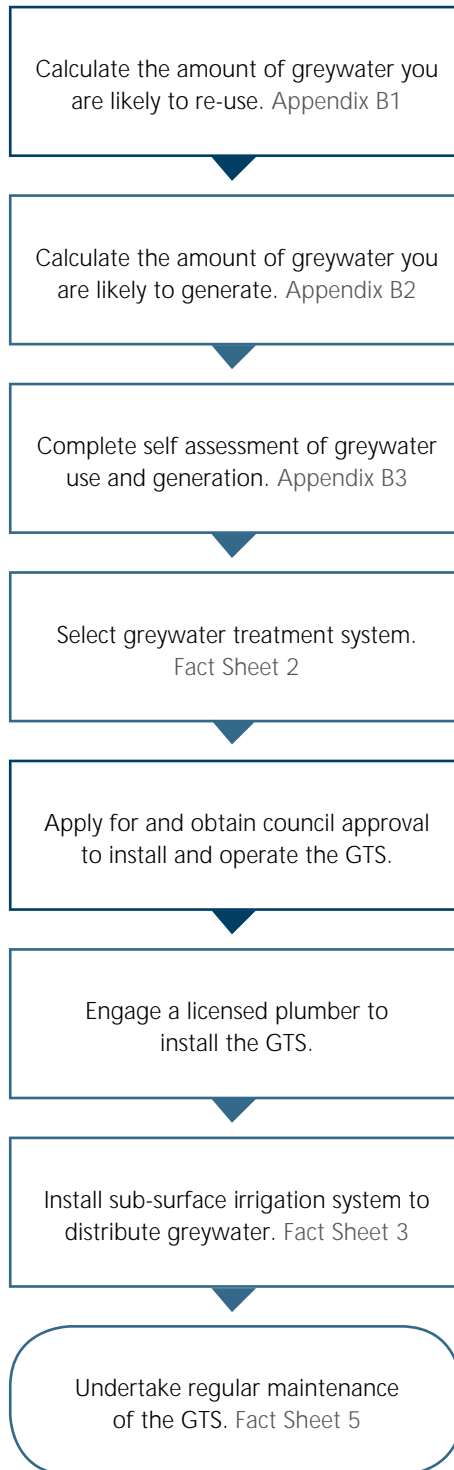 Calculate the amount of greywater you
are likely to re-use. Appendix B1
Calculate the amount of greywater you
are likely to generate. Appendix B2
Complete self assessment of greywater
use and generation. Appendix B3
Select greywater treatment system.
Fact Sheet 2
Apply for and obtain council approval
to install and operate the GTS.
Engage a licensed plumber to
install the GTS.
Install sub-surface irrigation system to
distribute greywater. Fact Sheet 3
Undertake regular maintenance
of the GTS. Fact Sheet 5